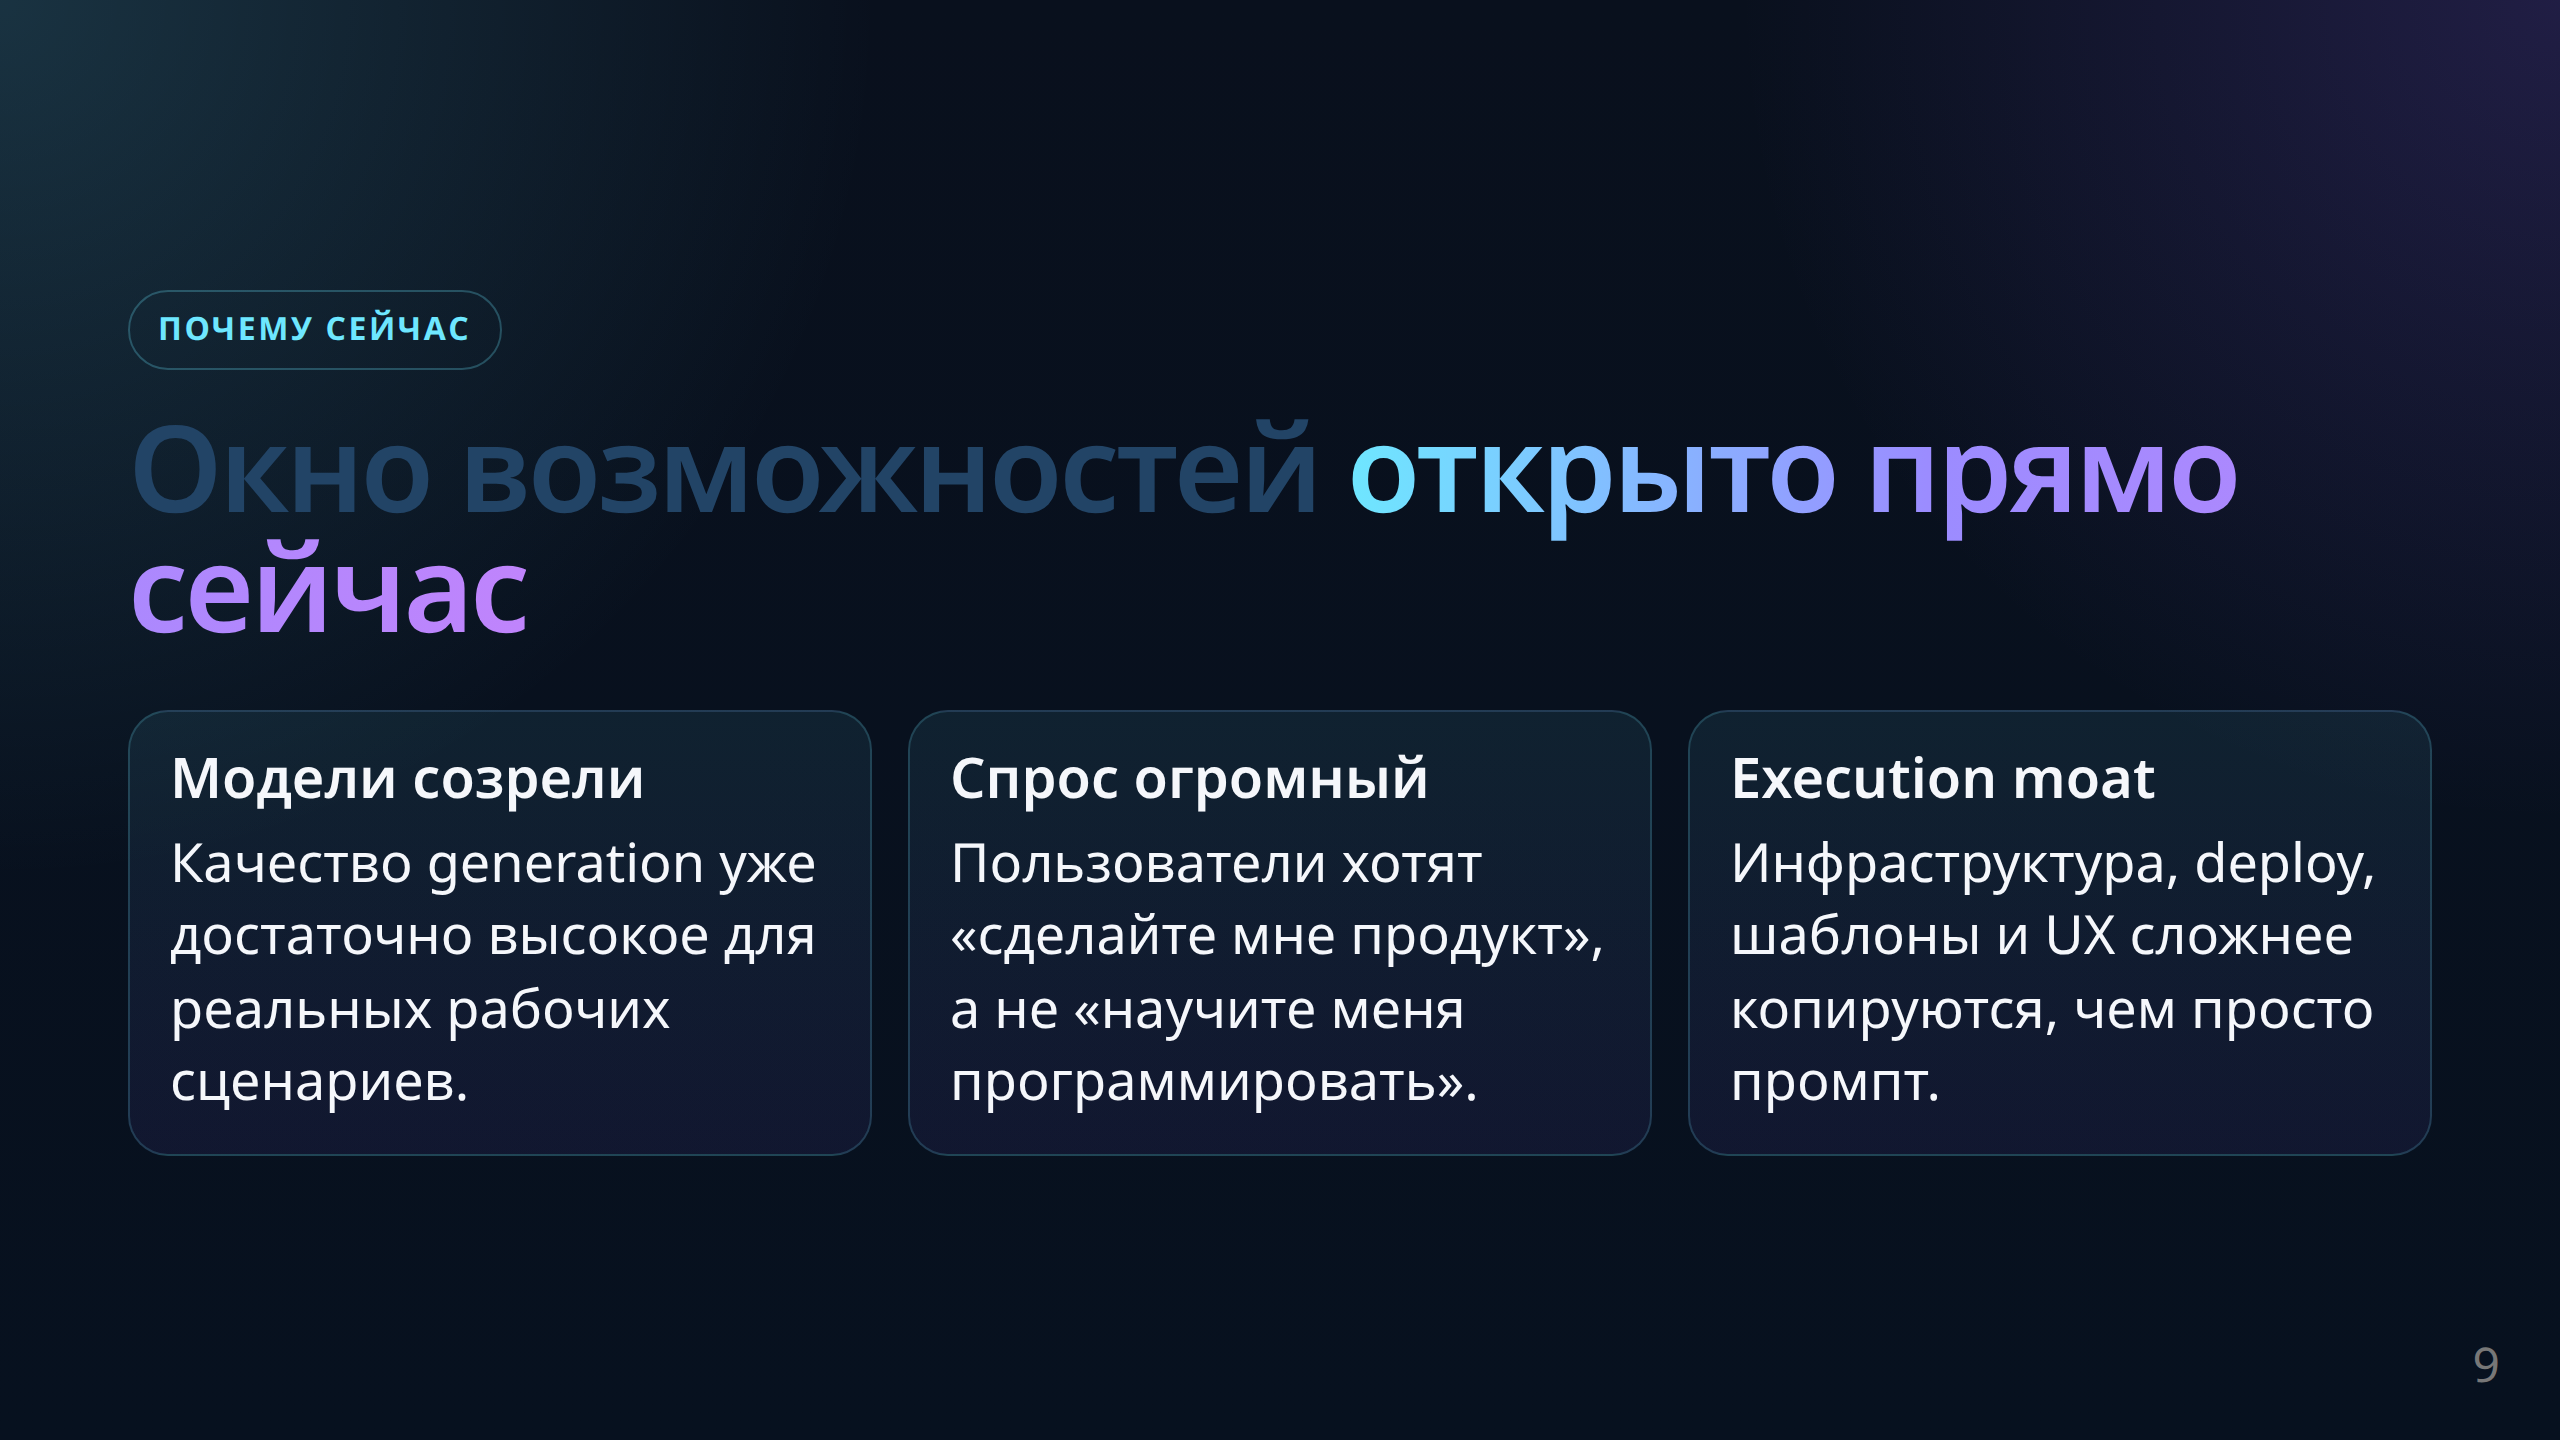 ПОЧЕМУ СЕЙЧАС
Окно возможностей открыто прямо
сейчас
Модели созрели
Качество generation уже
достаточно высокое для
реальных рабочих
сценариев.
Спрос огромный
Пользователи хотят
«сделайте мне продукт»,
а не «научите меня
программировать».
Execution moat
Инфраструктура, deploy,
шаблоны и UX сложнее
копируются, чем просто
промпт.
9